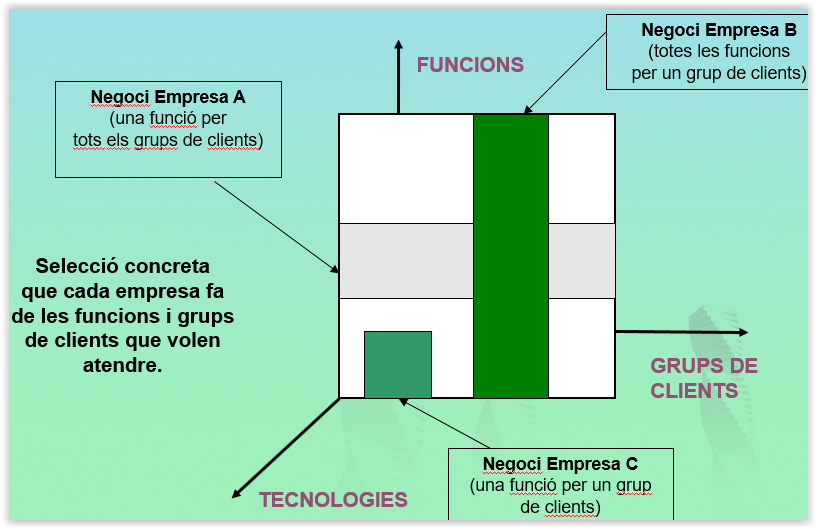 Negoci Empresa B
(totes les funcions
per un grup de clients)
FUNCIONS
Negoci Empresa A
(una funció per
tots els grups de clients)
Selecció concreta
que cada empresa fa
de les funcions i grups
de clients que volen
atendre.
GRUPS DE
CLIENTS
Negoci Empresa C
(una funció per un grup
de clients)
TECNOLOGIES